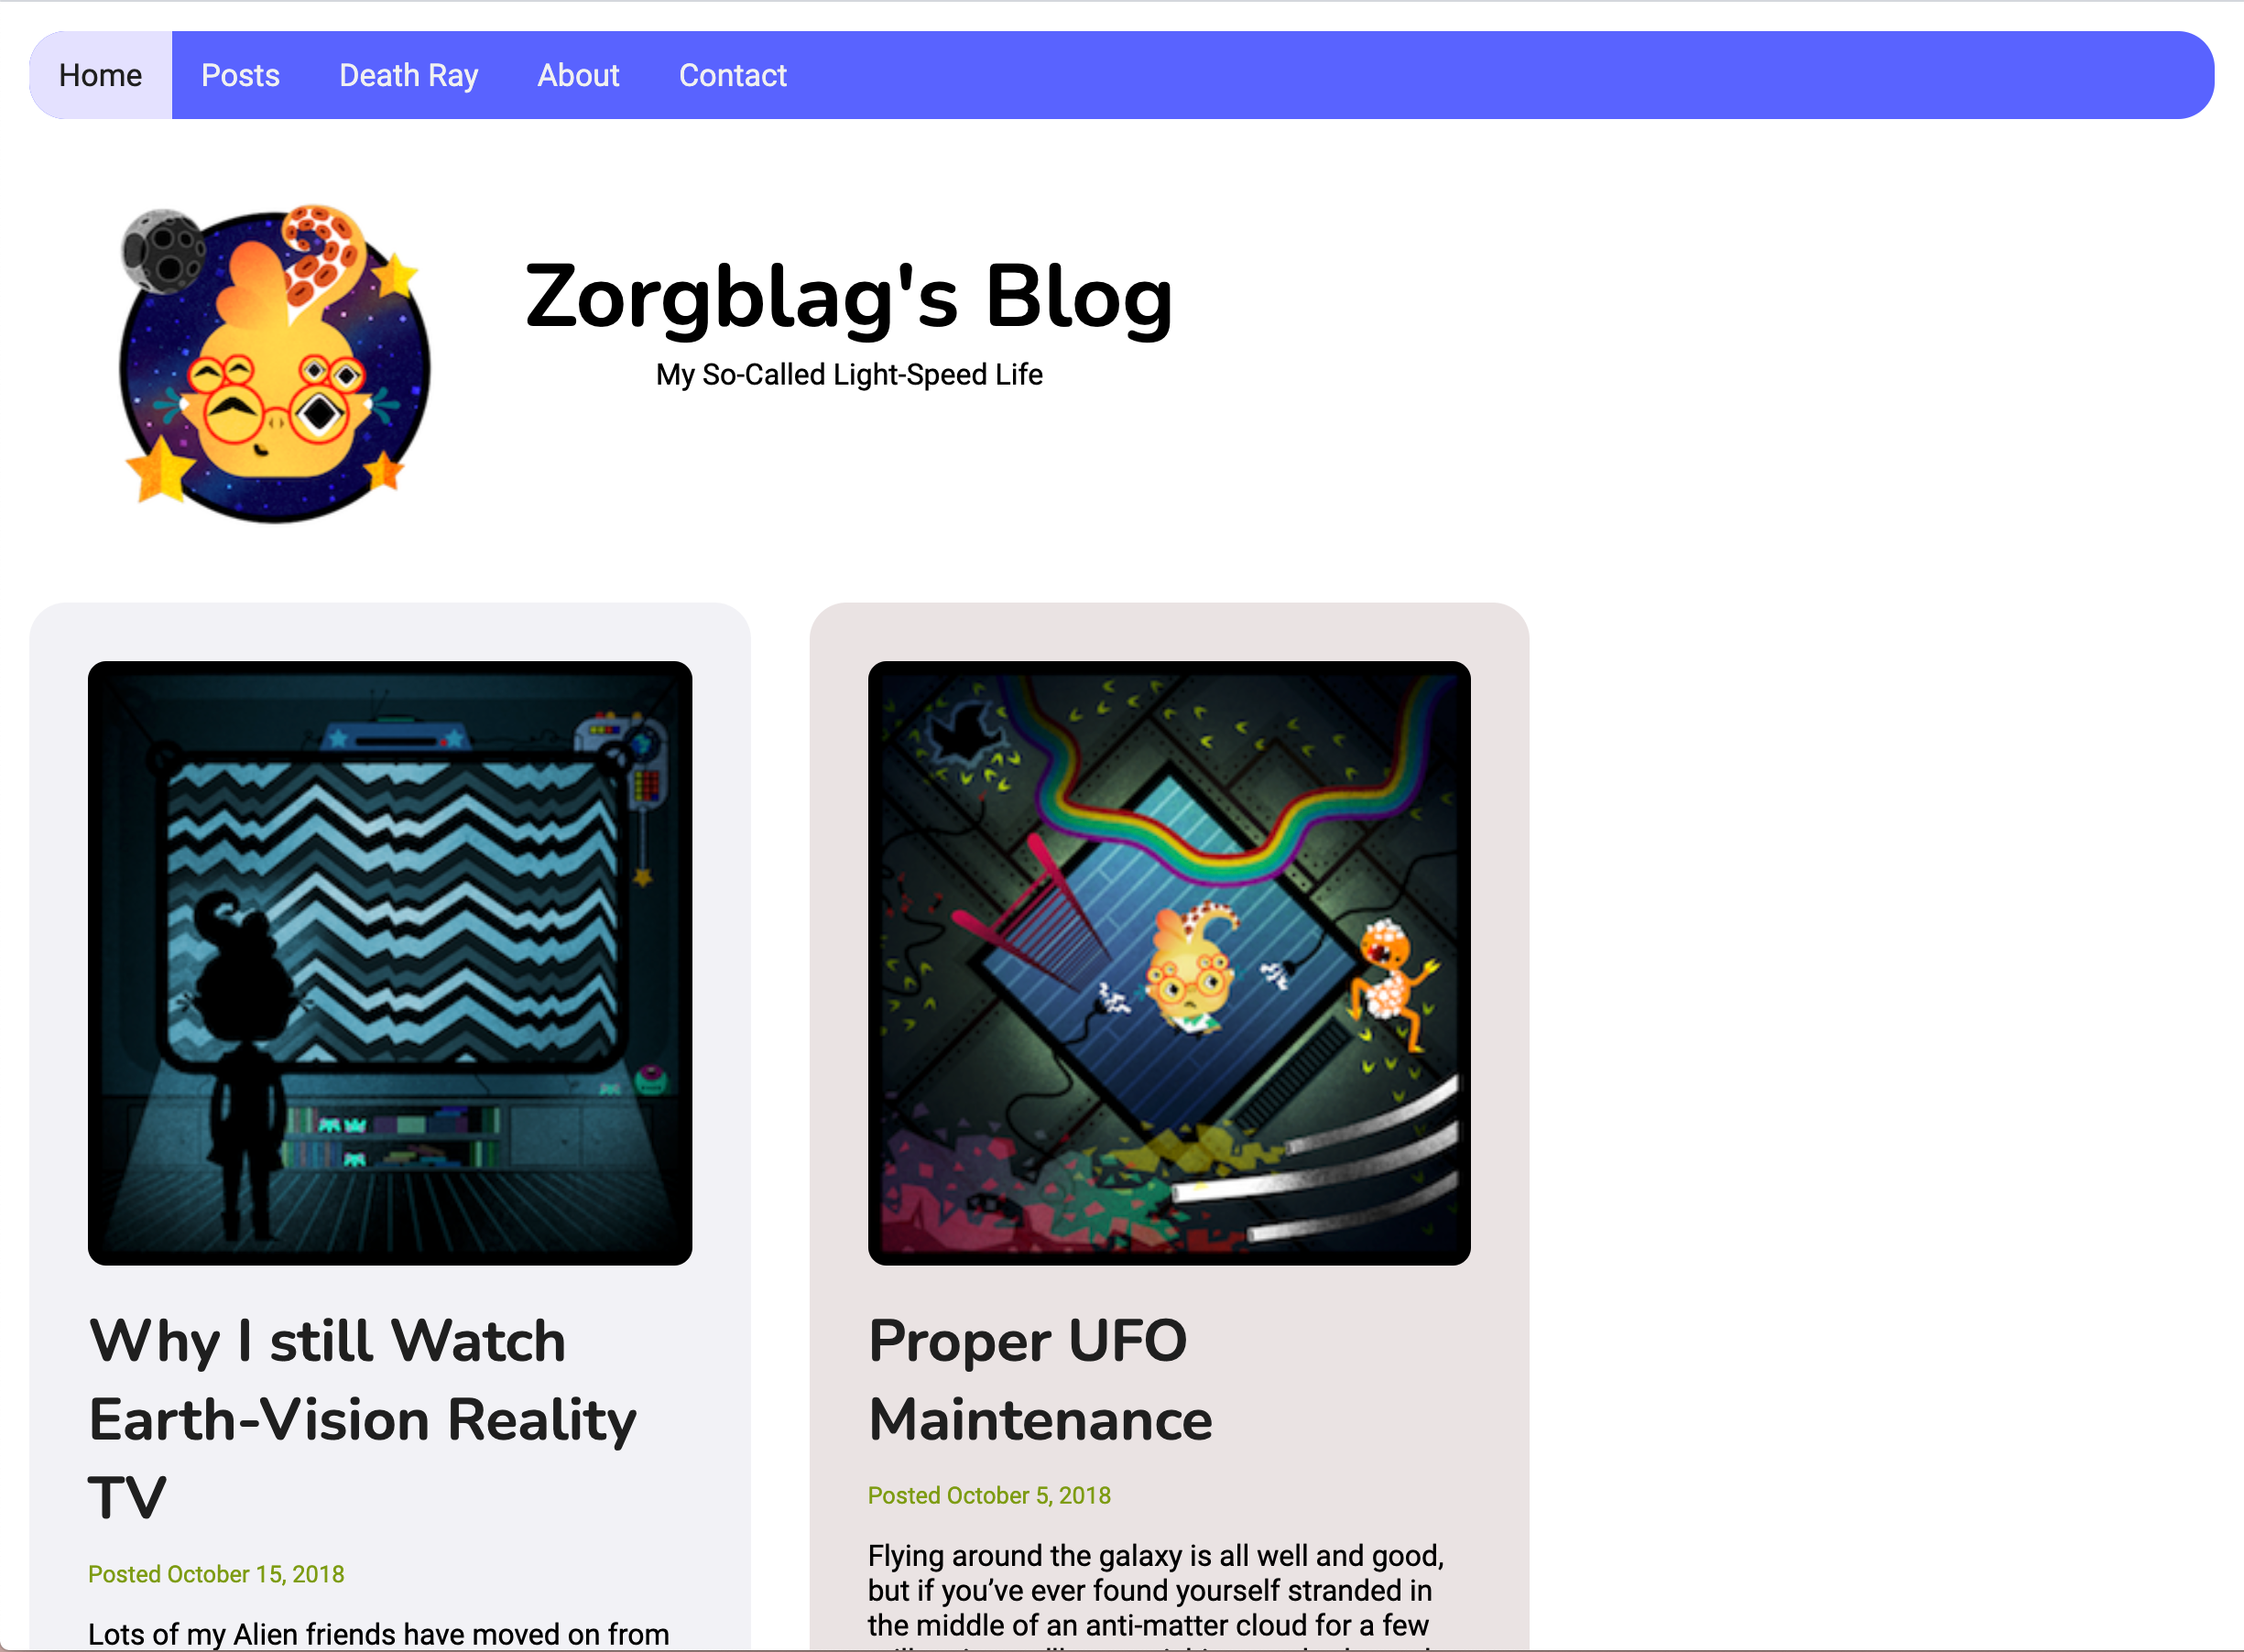 Home Posts Death Ray About Contact
Zorgblag's Blog
My So-Called Light-Speed Life
Why I still Watch
Earth-Vision Reality
TV
Posted October 15, 2018
Lots of my Alien friends have moved on from
Proper UFO
Maintenance
Posted October 5, 2018
Flying around the galaxy is all well and good,
but if you’ve ever found yourself stranded in
the middle of an anti-matter cloud for a few